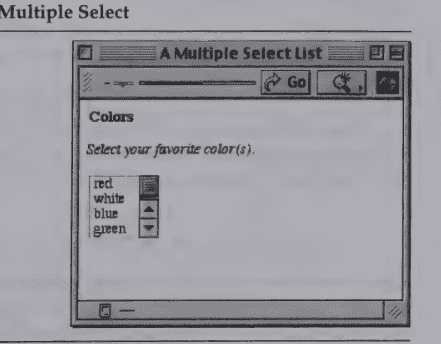 Multiple Select
A Multiple Select List
Go
Colors
Select your favorite color(s).
red
white
blue
green